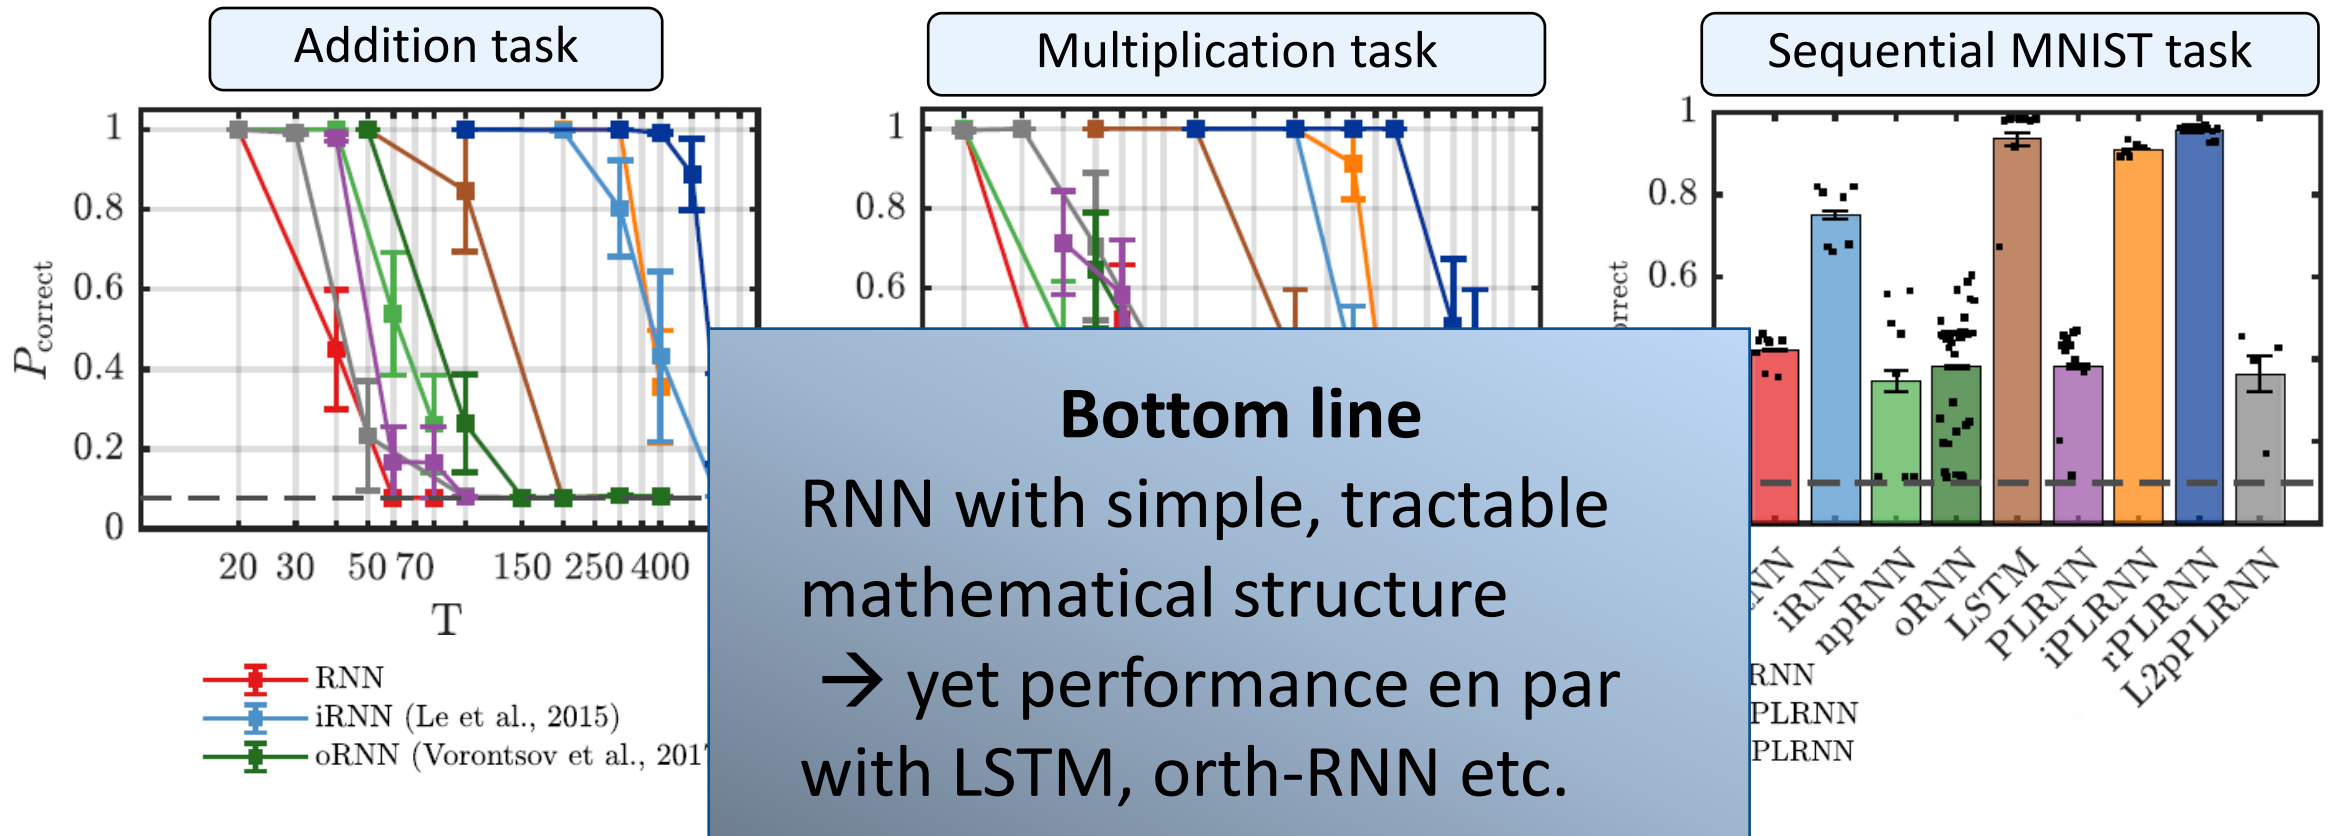 Addition task
Multiplication task
Sequential MNIST task
1
0.8
0.6
0.4
0.2
0
P correct
20 30 50 70 150 250 400
T
RNN
iRNN (Le et al., 2015)
oRNN (Vorontsov et al., 201
1
0.8
0.6
1
0.8
0.6
iRNN
npRNN
oRNN
LSTM
PLRNN
iPLRNN
rPLRNN
L2pPLRNN
RNN
PLRNN
PLRNN
Bottom line
RNN with simple, tractable
mathematical structure
→ yet performance en par
with LSTM, orth-RNN etc.